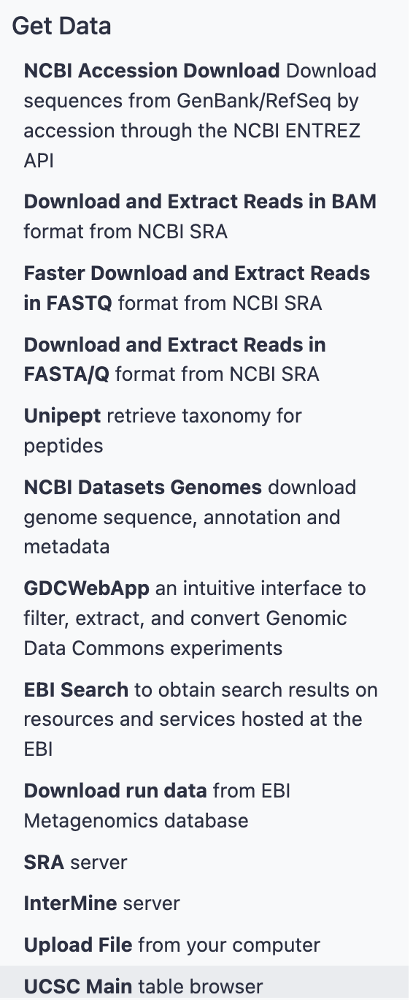 Get Data
NCBI Accession Download Download
sequences from GenBank/RefSeq by
accession through the NCBI ENTREZ
API
Download and Extract Reads in BAM
format from NCBI SRA
Faster Download and Extract Reads
in FASTQ format from NCBI SRA
Download and Extract Reads in
FASTA/Q format from NCBI SRA
Unipept retrieve taxonomy for
peptides
NCBI Datasets Genomes download
genome sequence, annotation and
metadata
GDCWebApp an intuitive interface to
filter, extract, and convert Genomic
Data Commons experiments
EBI Search to obtain search results on
resources and services hosted at the
EBI
Download run data from EBI
Metagenomics database
SRA server
InterMine server
Upload File from your computer
UCSC Main table browser